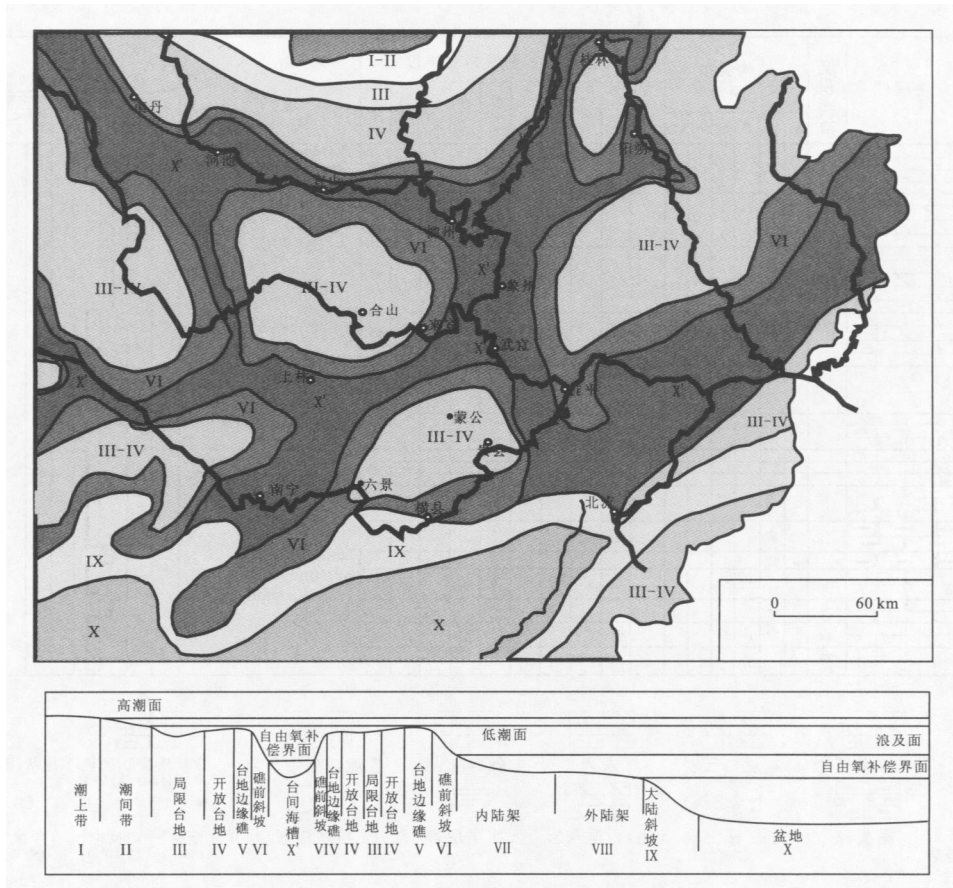 I-II
III
IV
X'
VI
III-IV
III-IV
III-IV
VI
合山
象州
X'
武宣
VI
上林
X'
VI
X'
X'
蒙公
III-IV
III-IV
III-IV
六景
南宁
横县
北流
VI
IX
IX
III-IV
X
X
0 60 km
高潮面
自由氧补
偿界面
低潮面
浪及面
自由氧补偿界面
潮上带
潮间带
局限台地
开放台地
台地边缘礁
礁前斜坡
台间海槽
礁前斜坡
台地边缘礁
开放台地
局限台地
开放台地
台地边缘礁
礁前斜坡
内陆架
外陆架
大陆斜坡
盆地
I II III IV V VI X' VI V IV III IV V VI VII VIII IX X